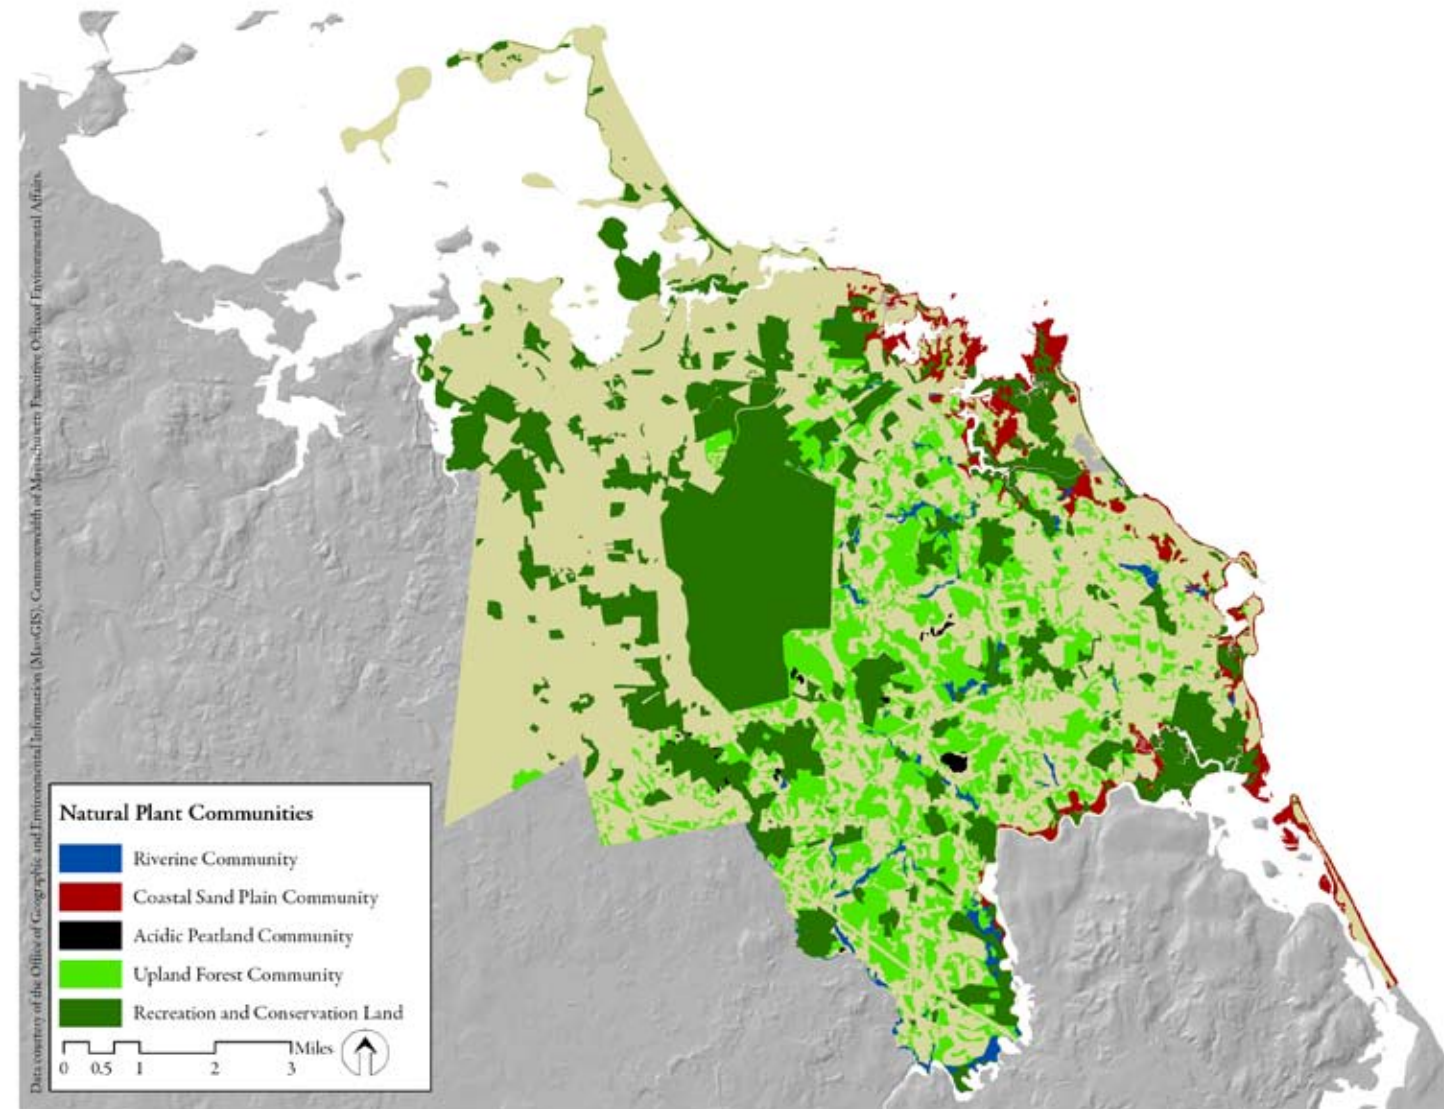 Data courtesy of the Office of Geographic and Environmental Information (MassGIS), Commonwealth of Massachusetts Executive Office of Environmental Affairs.
Natural Plant Communities
Riverine Community
Coastal Sand Plain Community
Acidic Peatland Community
Upland Forest Community
Recreation and Conservation Land
Miles
0 0.5 1 2 3